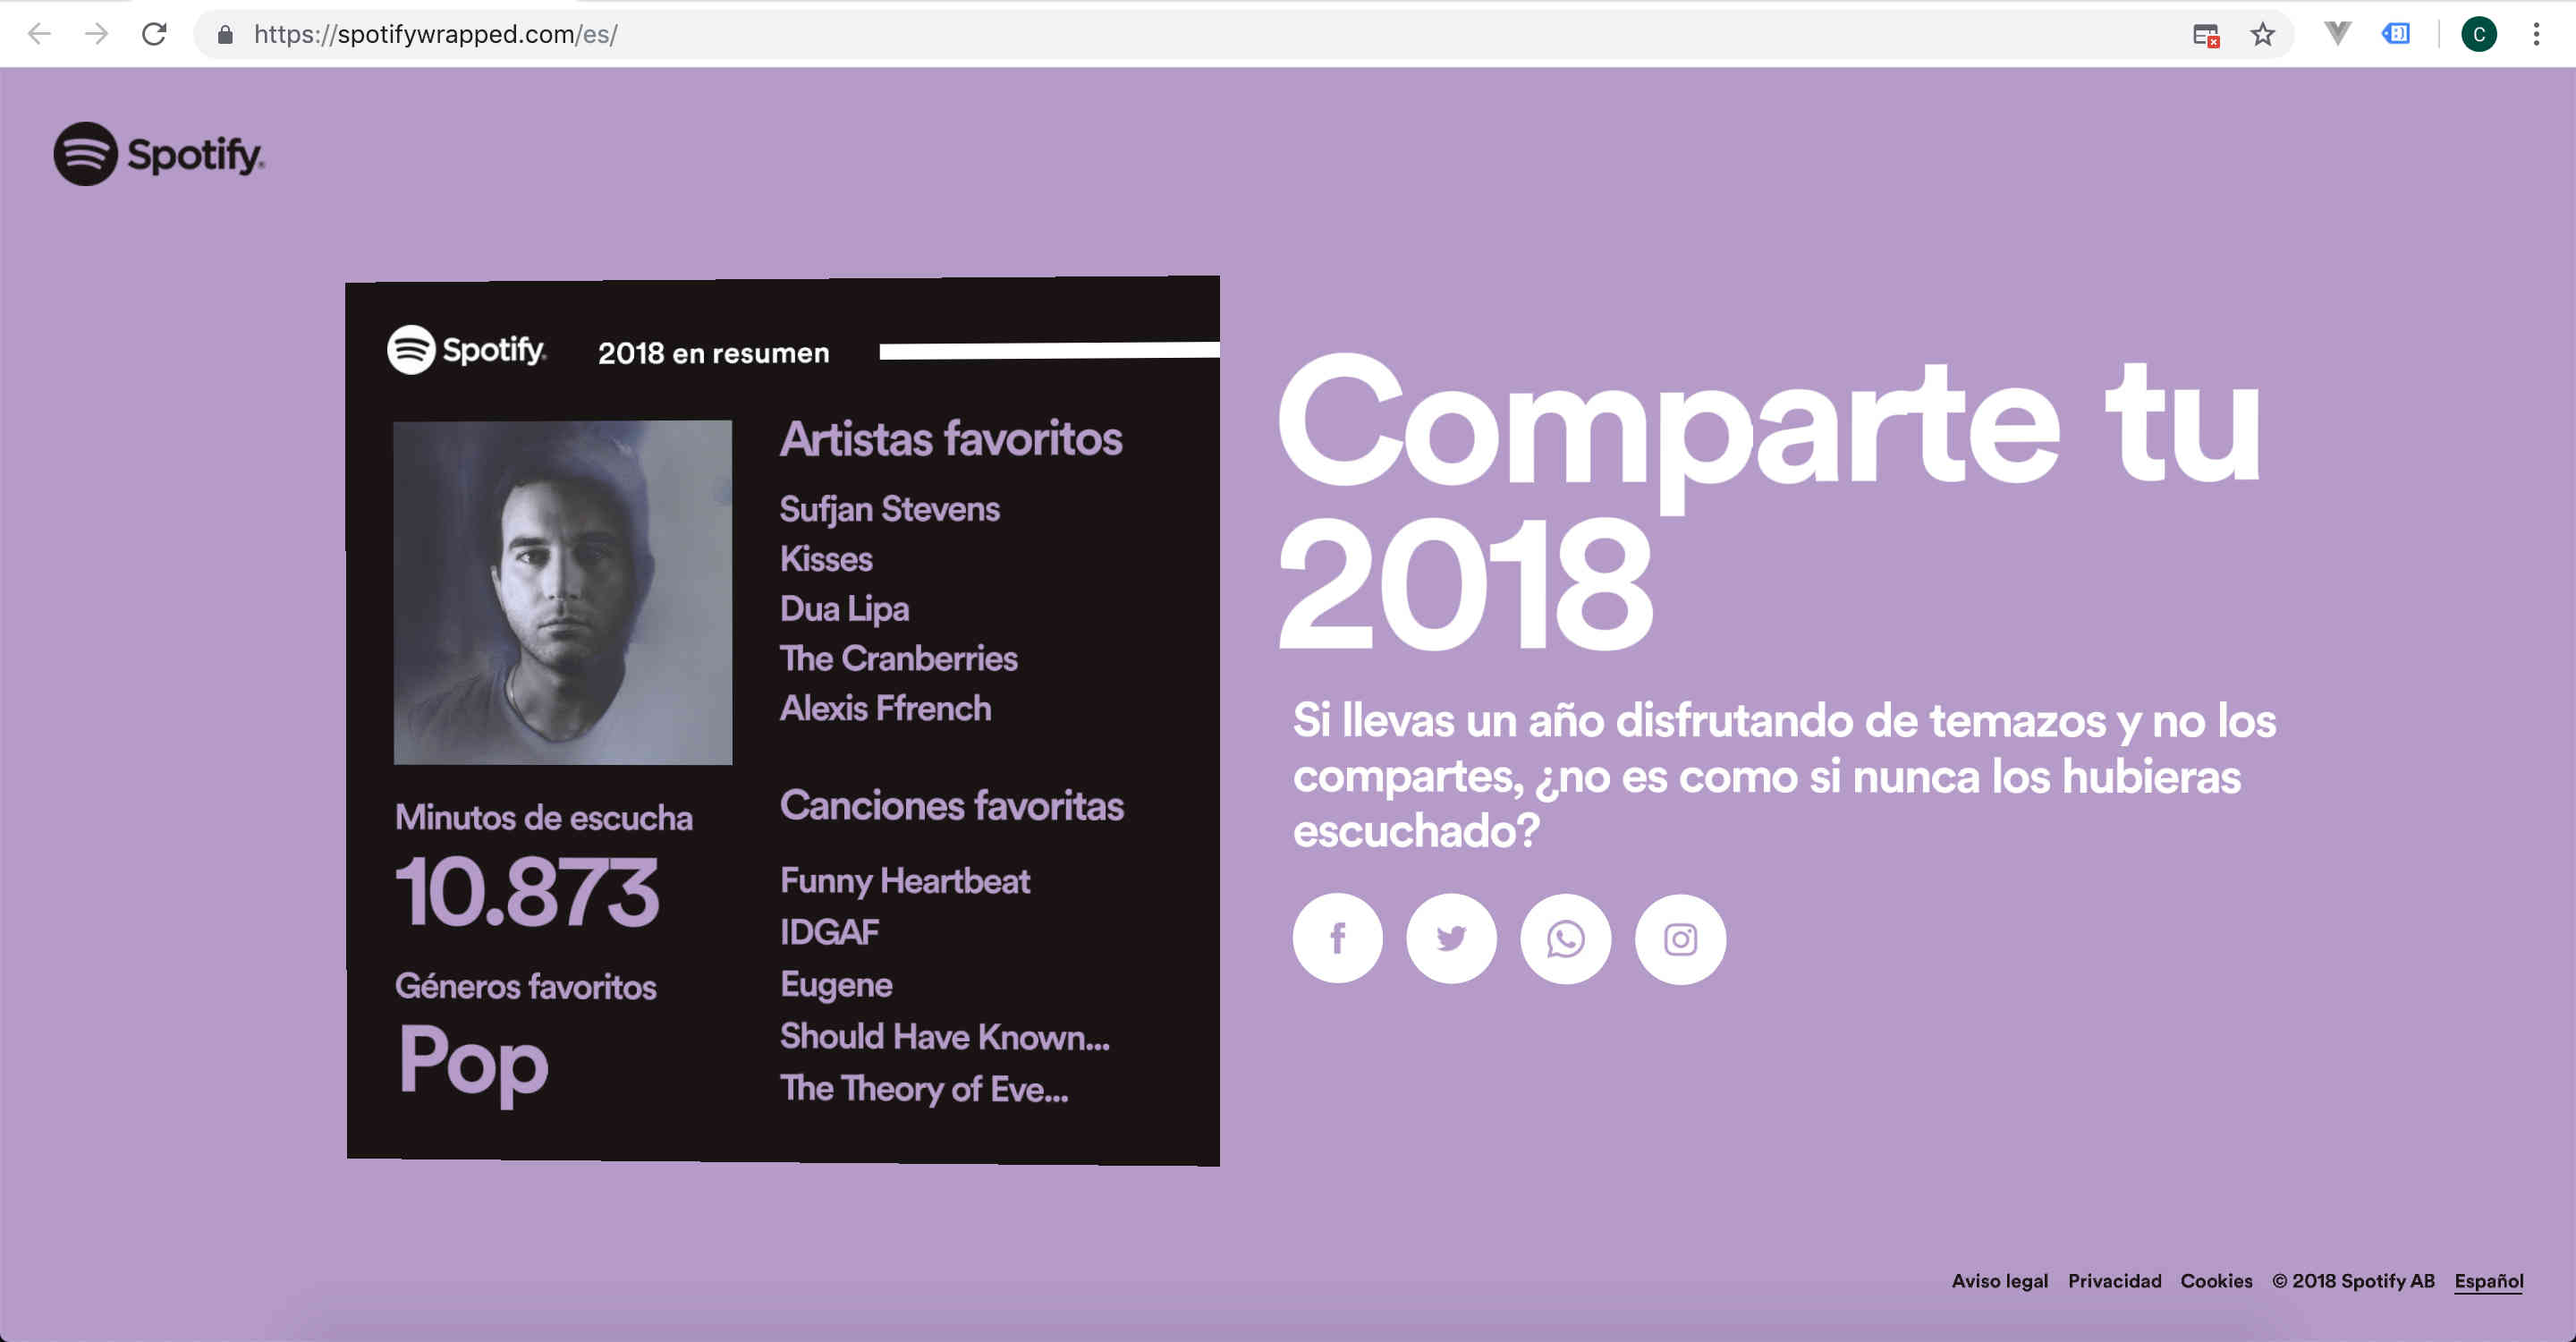 https://spotifywrapped.com/es/
C
Spotify
Spotify
2018 en resumen
Artistas favoritos
Sufjan Stevens
Kisses
Dua Lipa
The Cranberries
Alexis Ffrench
Minutos de escucha
10.873
Géneros favoritos
Pop
Canciones favoritas
Funny Heartbeat
IDGAF
Eugene
Should Have Known...
The Theory of Eve...
Comparte tu
2018
Si llevas un año disfrutando de temazos y no los
compartes, ¿no es como si nunca los hubieras
escuchado?
Aviso legal Privacidad Cookies © 2018 Spotify AB Español